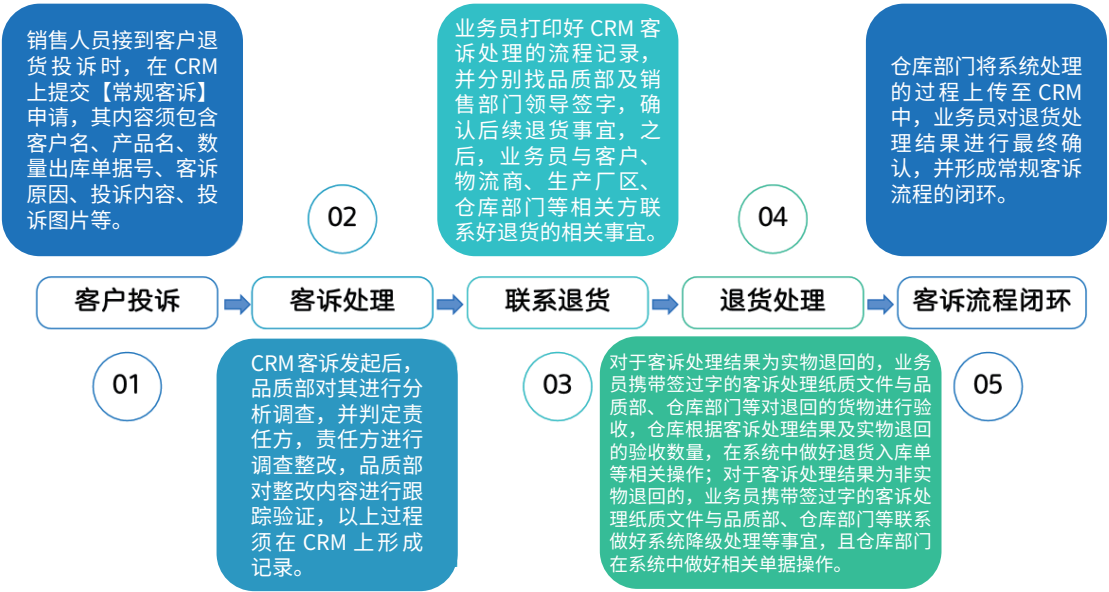 销售人员接到客户退
货投诉时，在 CRM
上提交【常规客诉】
申请，其内容须包含
客户名、产品名、数
量出库单据号、客诉
原因、投诉内容、投
诉图片等。
客户投诉
01
02
客诉处理
CRM 客诉发起后，
品质部对其进行分
析调查，并判定责
任方，责任方进行
调查整改，品质部
对整改内容进行跟
踪验证，以上过程
须在 CRM 上形成
记录。
业务员打印好 CRM 客
诉处理的流程记录，
并分别找品质部及销
售部门领导签字，确
认后续退货事宜，之
后，业务员与客户、
物流商、生产厂区、
仓库部门等相关方联
系好退货的相关事宜。
联系退货
03
04
退货处理
对于客诉处理结果为实物退回的，业务
员携带签过字的客诉处理纸质文件与品
质部、仓库部门等对退回的货物进行验
收，仓库根据客诉处理结果及实物退回
的验收数量，在系统中做好退货入库单
等相关操作；对于客诉处理结果为非实
物退回的，业务员携带签过字的客诉处
理纸质文件与品质部、仓库部门等联系
做好系统降级处理等事宜，且仓库部门
在系统中做好相关单据操作。
仓库部门将系统处理
的过程上传至 CRM
中，业务员对退货处
理结果进行最终确
认，并形成常规客诉
流程的闭环。
客诉流程闭环
05